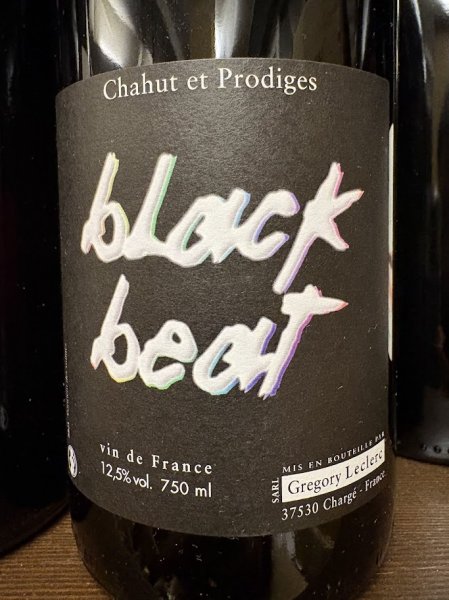 Chahut et Prodiges
black
beat
vin de France
12,5% vol. 750 ml
MIS EN BOUTEILLE PAR
SARL Gregory Leclerc
37530 Chargé - France